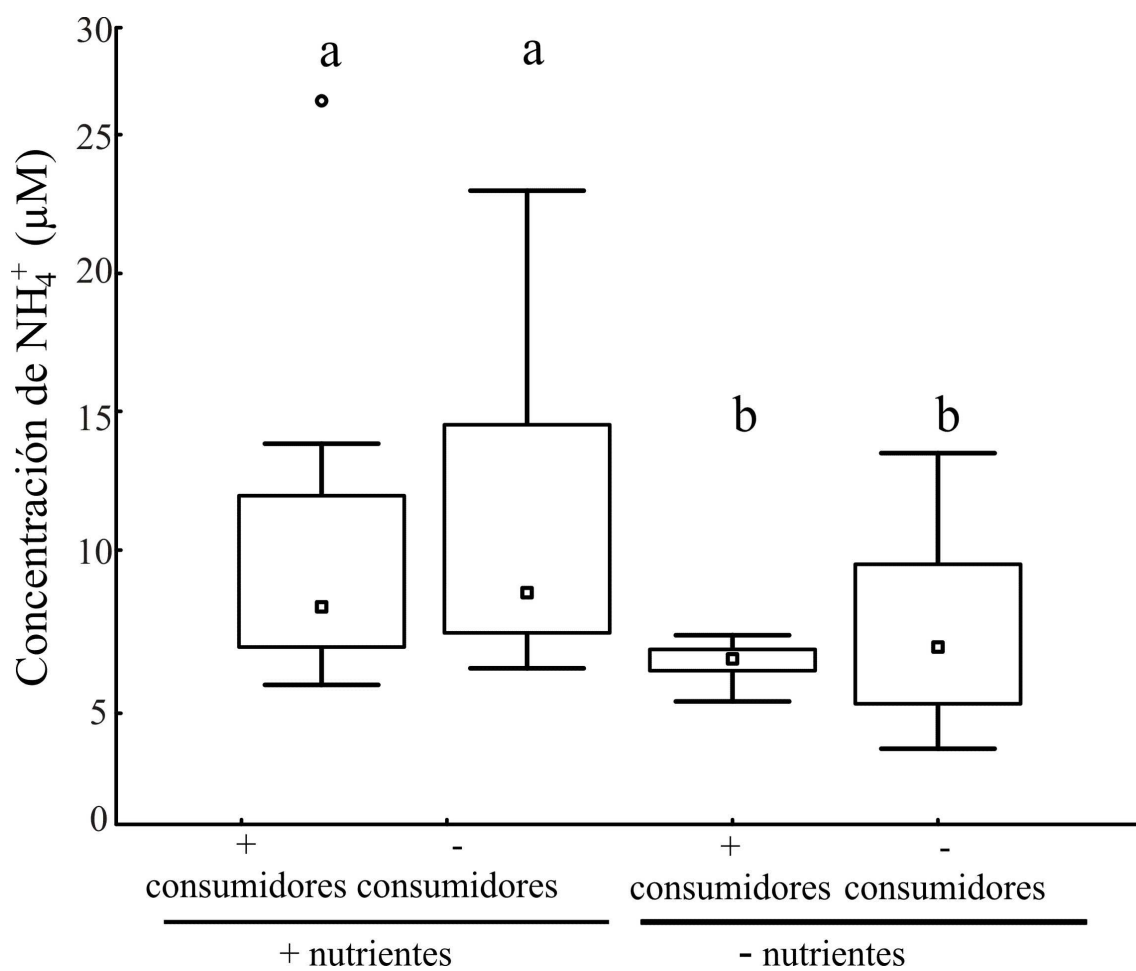 Concentración de NH₄⁺ (µM)
30
25
20
15
10
5
0
a
a
b
b
+
-
+
-
consumidores consumidores
consumidores consumidores
+ nutrientes
- nutrientes